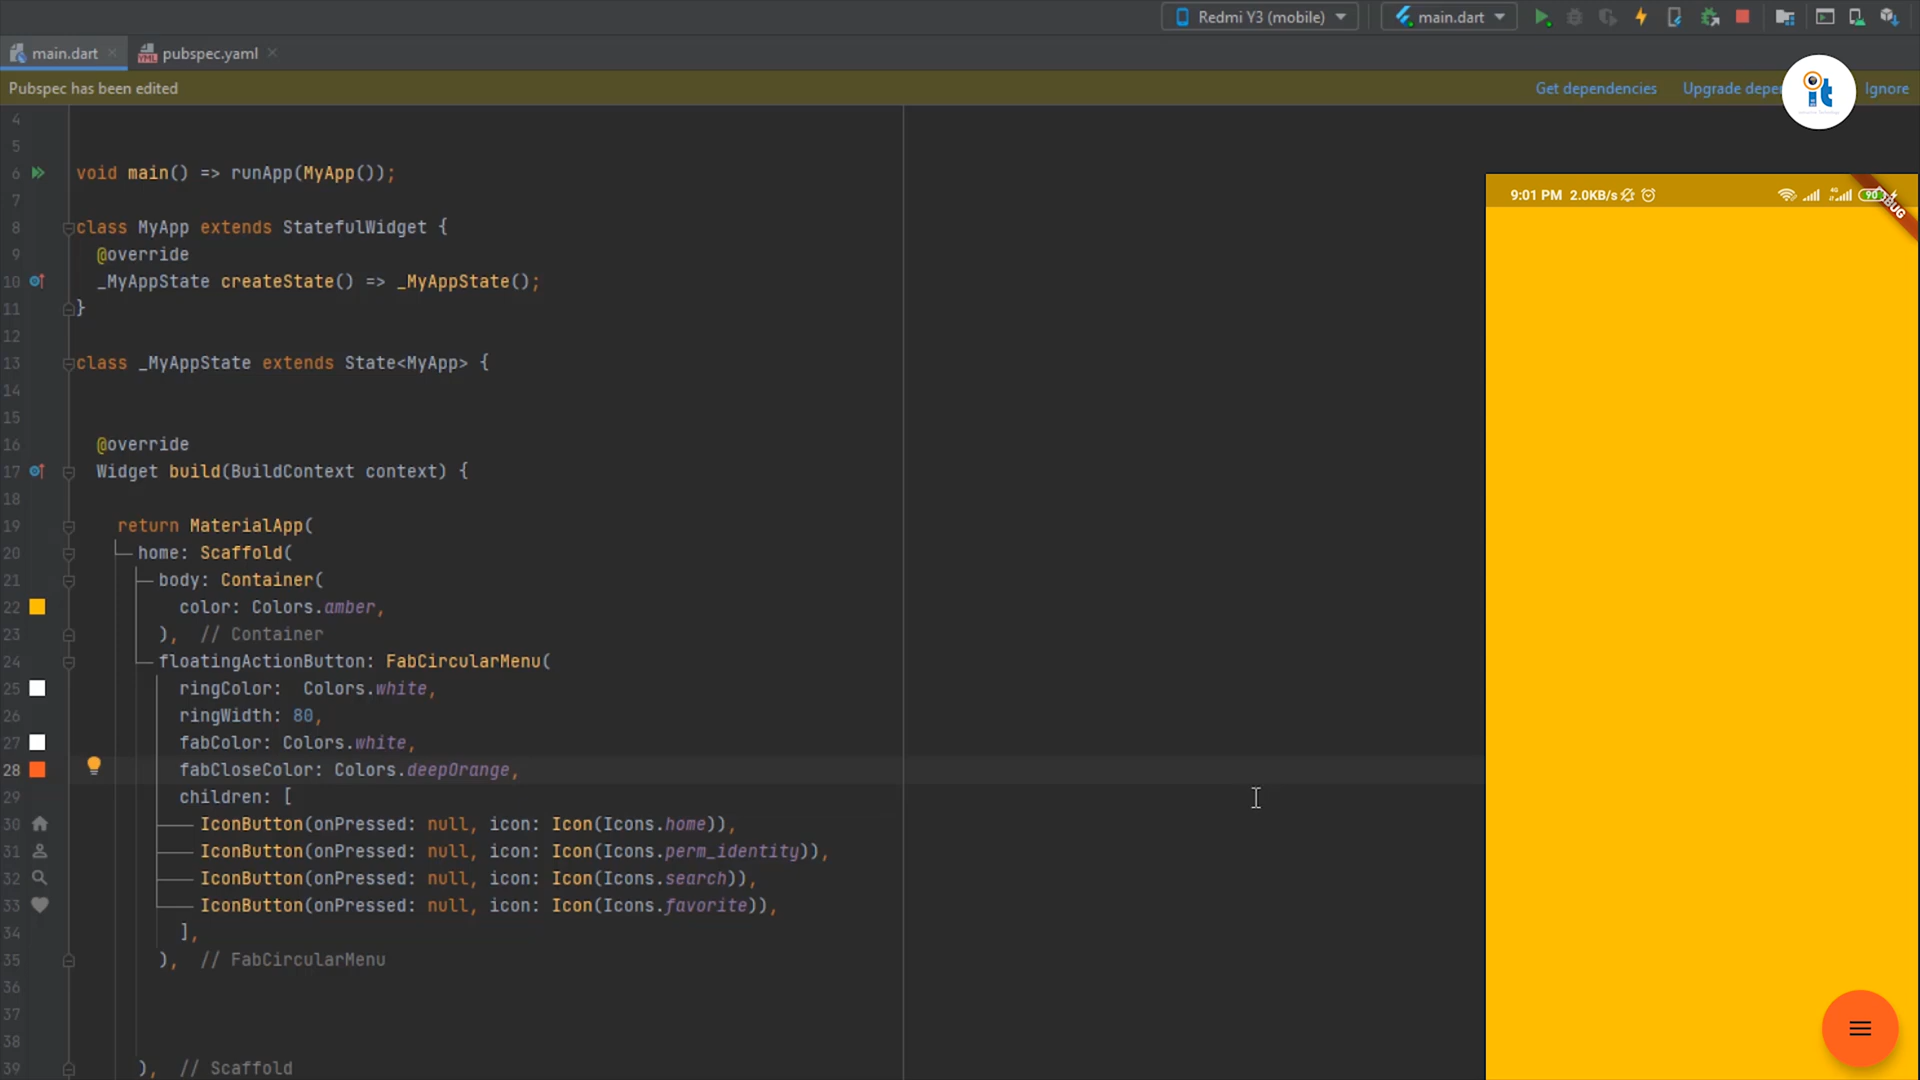 Redmi Y3 (mobile) main.dart
main.dart pubspec.yaml
Pubspec has been edited Get dependencies Upgrade depe Ignore
it
4
5
6 void main() => runApp(MyApp());
7
8 class MyApp extends StatefulWidget {
9 @override
10 _MyAppState createState() => _MyAppState();
11 }
12
13 class _MyAppState extends State<MyApp> {
14
15
16 @override
17 Widget build(BuildContext context) {
18
19 return MaterialApp(
20 home: Scaffold(
21 body: Container(
22 color: Colors.amber,
23 ), // Container
24 floatingActionButton: FabCircularMenu(
25 ringColor: Colors.white,
26 ringWidth: 80,
27 fabColor: Colors.white,
28 fabCloseColor: Colors.deepOrange,
29 children: [
30 IconButton(onPressed: null, icon: Icon(Icons.home)),
31 IconButton(onPressed: null, icon: Icon(Icons.perm_identity)),
32 IconButton(onPressed: null, icon: Icon(Icons.search)),
33 IconButton(onPressed: null, icon: Icon(Icons.favorite)),
34 ],
35 ), // FabCircularMenu
36
37
38
39 ), // Scaffold
9:01 PM 2.0KB/s 4G 90
BUG